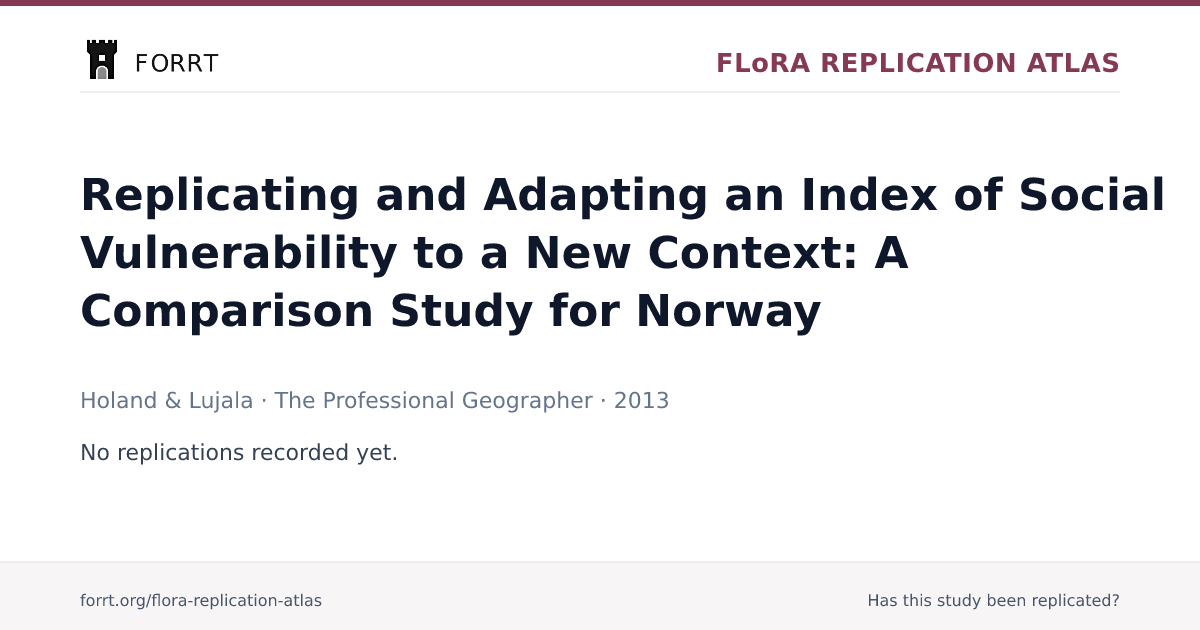 FORRT
FLoRA REPLICATION ATLAS
Replicating and Adapting an Index of Social
Vulnerability to a New Context: A
Comparison Study for Norway
Holand & Lujala · The Professional Geographer · 2013
No replications recorded yet.
forrt.org/flora-replication-atlas
Has this study been replicated?